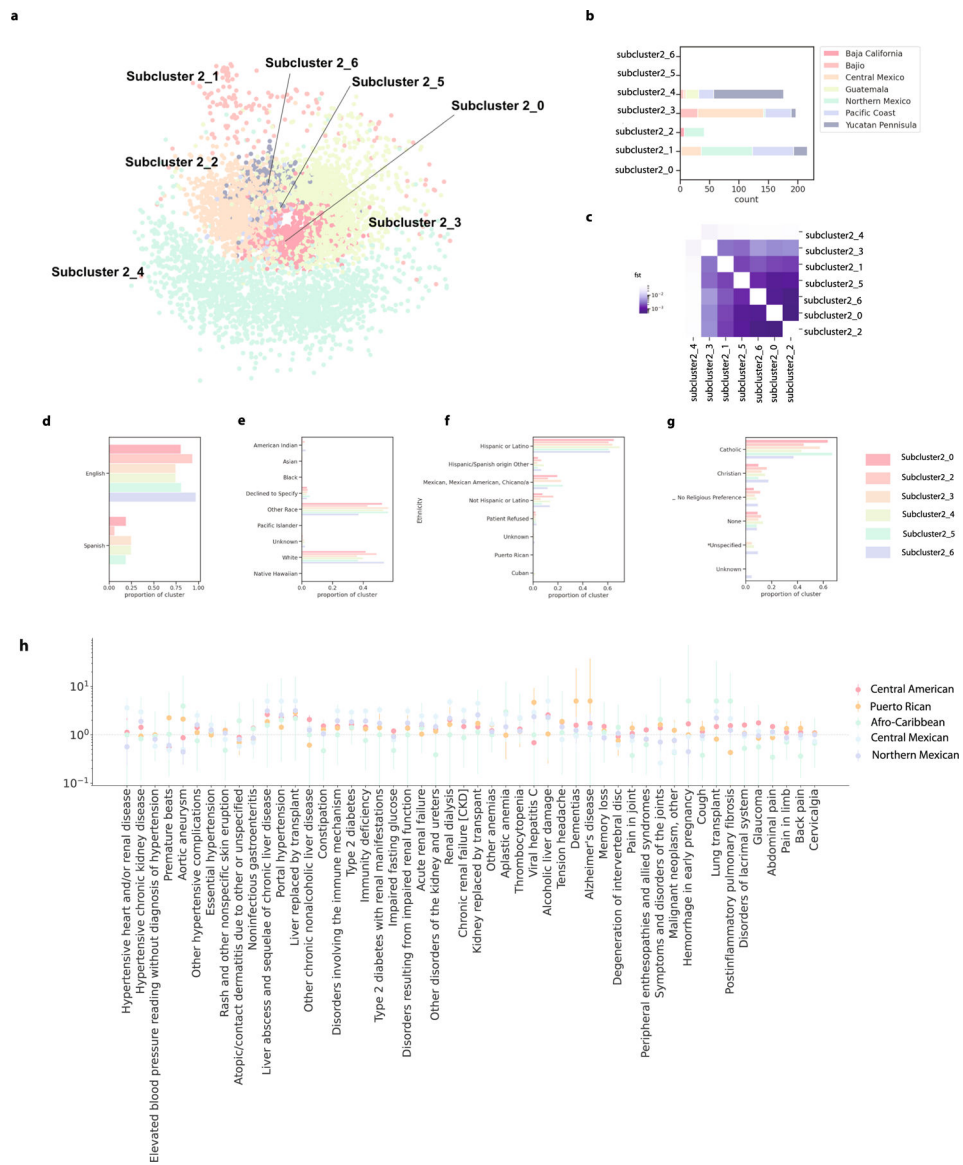 a
Subcluster 2_1
Subcluster 2_6
Subcluster 2_5
Subcluster 2_0
Subcluster 2_2
Subcluster 2_3
Subcluster 2_4
b
subcluster2_6
subcluster2_5
subcluster2_4
subcluster2_3
subcluster2_2
subcluster2_1
subcluster2_0
0 50 100 150 200
count
Baja California
Bajio
Central Mexico
Guatemala
Northern Mexico
Pacific Coast
Yucatan Pennisula
c
fst
subcluster2_4
subcluster2_3
subcluster2_1
subcluster2_5
subcluster2_6
subcluster2_0
subcluster2_2
subcluster2_4
subcluster2_3
subcluster2_1
subcluster2_5
subcluster2_6
subcluster2_0
subcluster2_2
d
English
Spanish
0.00 0.25 0.50 0.75 1.00
proportion of cluster
e
American Indian
Asian
Black
Declined to Specify
Other Race
Pacific Islander
Unknown
White
Native Hawaiian
0.0 0.2 0.4 0.6
proportion of cluster
f
Ethnicity
Hispanic or Latino
Hispanic/Spanish origin Other
Mexican, Mexican American, Chicano/a
Not Hispanic or Latino
Patient Refused
Unknown
Puerto Rican
Cuban
0.0 0.2 0.4 0.6
proportion of cluster
g
Catholic
Christian
_ No Religious Preference
None
*Unspecified
Unknown
0.0 0.2 0.4 0.6
proportion of cluster
Subcluster2_0
Subcluster2_2
Subcluster2_3
Subcluster2_4
Subcluster2_5
Subcluster2_6
h
10¹
10⁰
10⁻¹
Central American
Puerto Rican
Afro-Caribbean
Central Mexican
Northern Mexican
Hypertensive heart and/or renal disease
Hypertensive chronic kidney disease
Elevated blood pressure reading without diagnosis of hypertension
Premature beats
Aortic aneurysm
Other hypertensive complications
Essential hypertension
Rash and other nonspecific skin eruption
Atopic/contact dermatitis due to other or unspecified
Noninfectious gastroenteritis
Liver abscess and sequelae of chronic liver disease
Portal hypertension
Liver replaced by transplant
Other chronic nonalcoholic liver disease
Constipation
Disorders involving the immune mechanism
Type 2 diabetes
Immunity deficiency
Type 2 diabetes with renal manifestations
Impaired fasting glucose
Disorders resulting from impaired renal function
Acute renal failure
Other disorders of the kidney and ureters
Renal dialysis
Chronic renal failure [CKD]
Kidney replaced by transpant
Other anemias
Aplastic anemia
Thrombocytopenia
Viral hepatitis C
Alcoholic liver damage
Tension headache
Dementias
Alzheimer's disease
Memory loss
Degeneration of intervertebral disc
Pain in joint
Peripheral enthesopathies and allied syndromes
Symptoms and disorders of the joints
Malignant neoplasm, other
Hemorrhage in early pregnancy
Cough
Lung transplant
Postinflammatory pulmonary fibrosis
Disorders of lacrimal system
Glaucoma
Abdominal pain
Pain in limb
Back pain
Cervicalgia